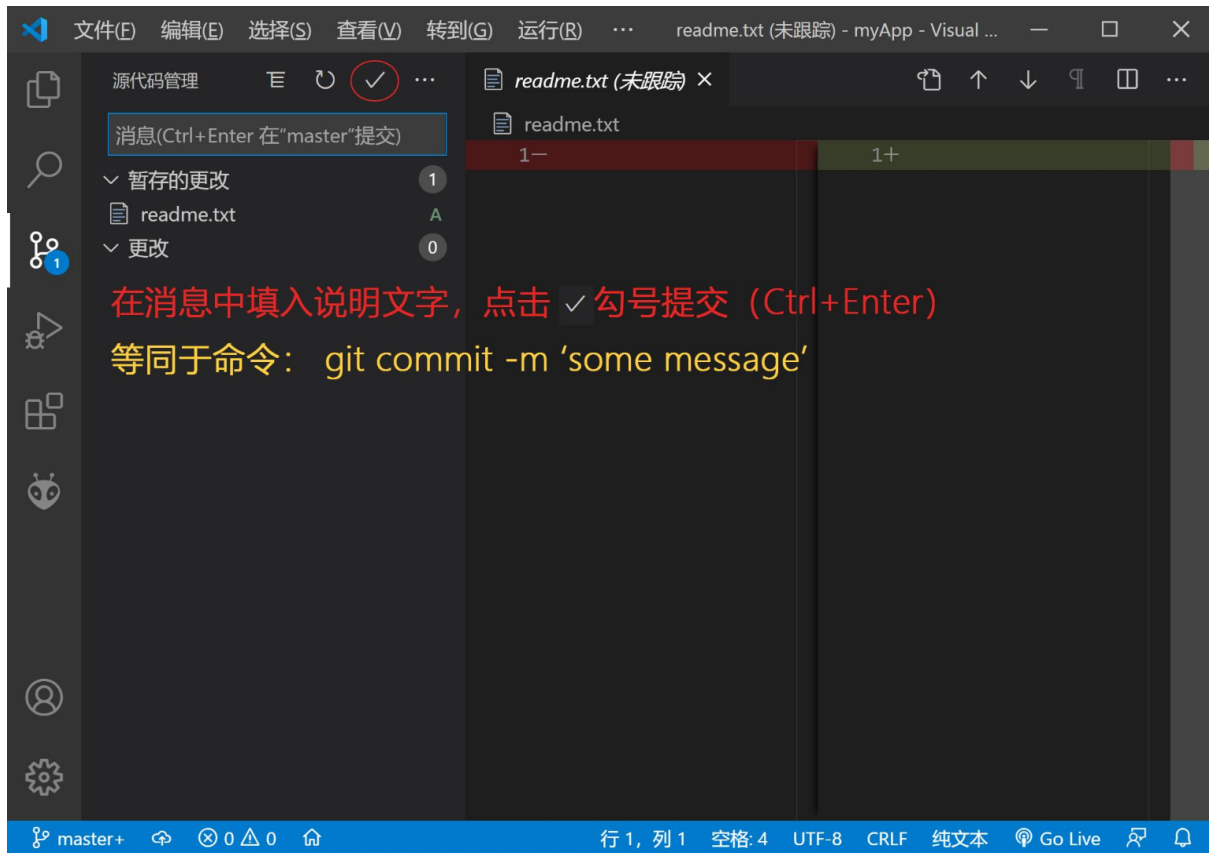 文件(F) 编辑(E) 选择(S) 查看(V) 转到(G) 运行(R) ··· readme.txt (未跟踪) - myApp - Visual ...
源代码管理
readme.txt (未跟踪)
消息(Ctrl+Enter 在“master”提交)
readme.txt
1— 1+
暂存的更改 1
readme.txt A
更改 0
1
在消息中填入说明文字，点击 ✓勾号提交（Ctrl+Enter）
等同于命令： git commit -m ‘some message’
master+ 0 0 行 1，列 1 空格: 4 UTF-8 CRLF 纯文本 Go Live